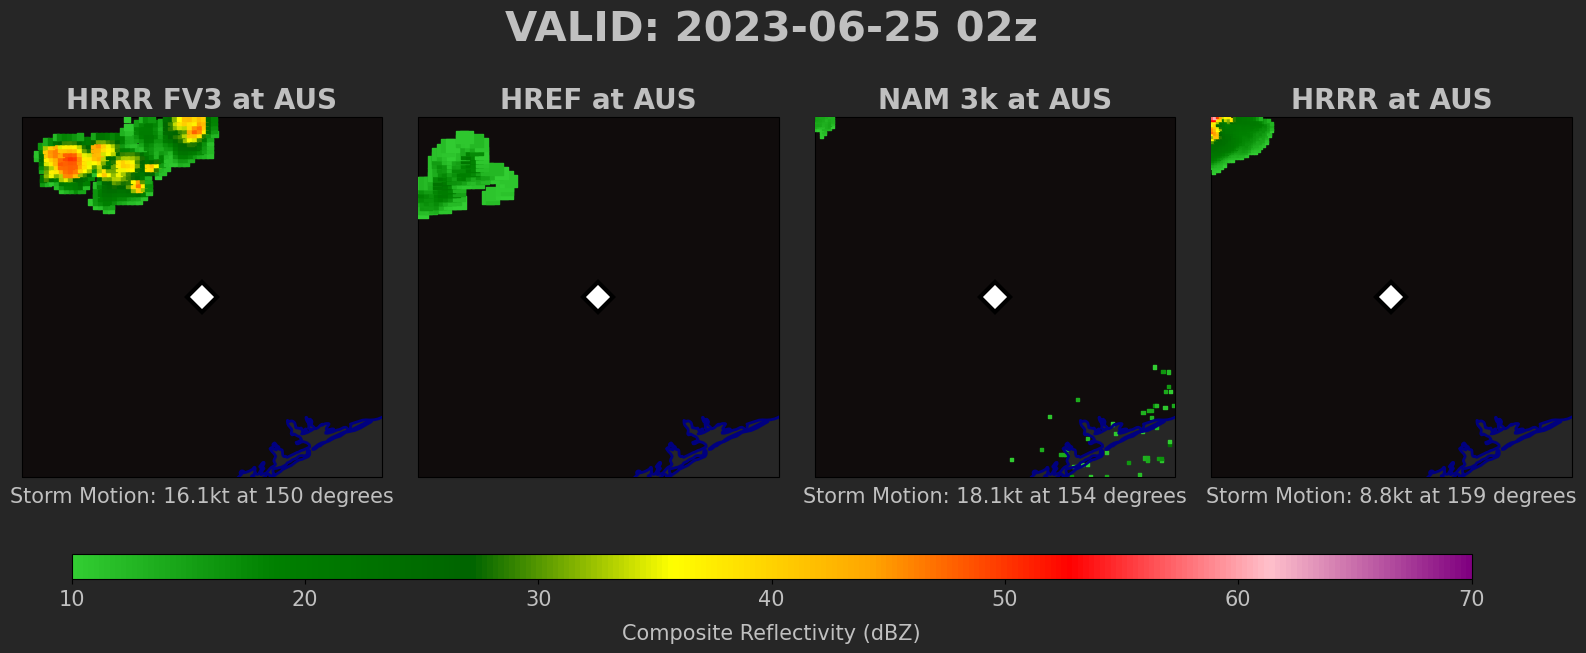 VALID: 2023-06-25 02z
HRRR FV3 at AUS
HREF at AUS
NAM 3k at AUS
HRRR at AUS
Storm Motion: 16.1kt at 150 degrees
Storm Motion: 18.1kt at 154 degrees
Storm Motion: 8.8kt at 159 degrees
10 20 30 40 50 60 70
Composite Reflectivity (dBZ)